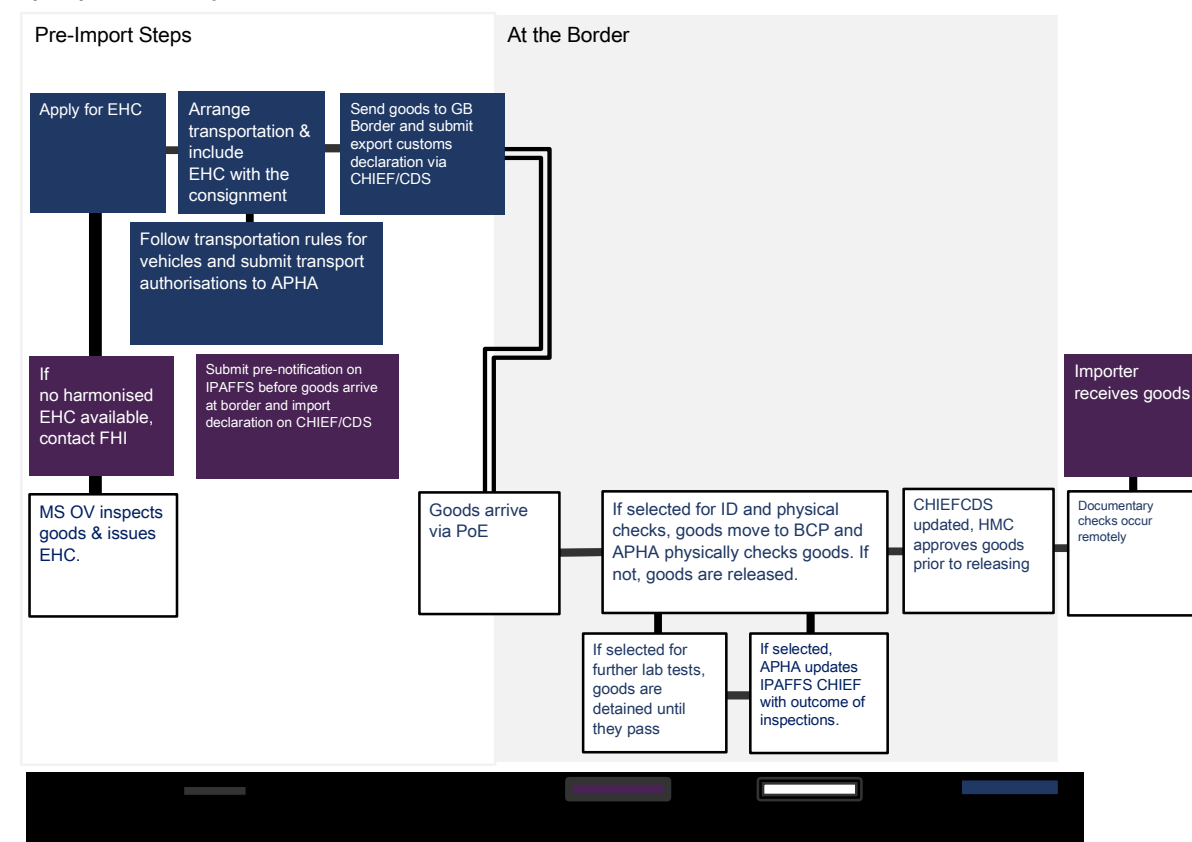 Pre-Import Steps
At the Border
Apply for EHC
Arrange
transportation &
include
EHC with the
consignment
Send goods to GB
Border and submit
export customs
declaration via
CHIEF/CDS
Follow transportation rules for
vehicles and submit transport
authorisations to APHA
If
no harmonised
EHC available,
contact FHI
Submit pre-notification on
IPAFFS before goods arrive
at border and import
declaration on CHIEF/CDS
Importer
receives goods
MS OV inspects
goods & issues
EHC.
Goods arrive
via PoE
If selected for ID and physical
checks, goods move to BCP and
APHA physically checks goods. If
not, goods are released.
CHIEFCDS
updated, HMC
approves goods
prior to releasing
Documentary
checks occur
remotely
If selected for
further lab tests,
goods are
detained until
they pass
If selected,
APHA updates
IPAFFS CHIEF
with outcome of
inspections.